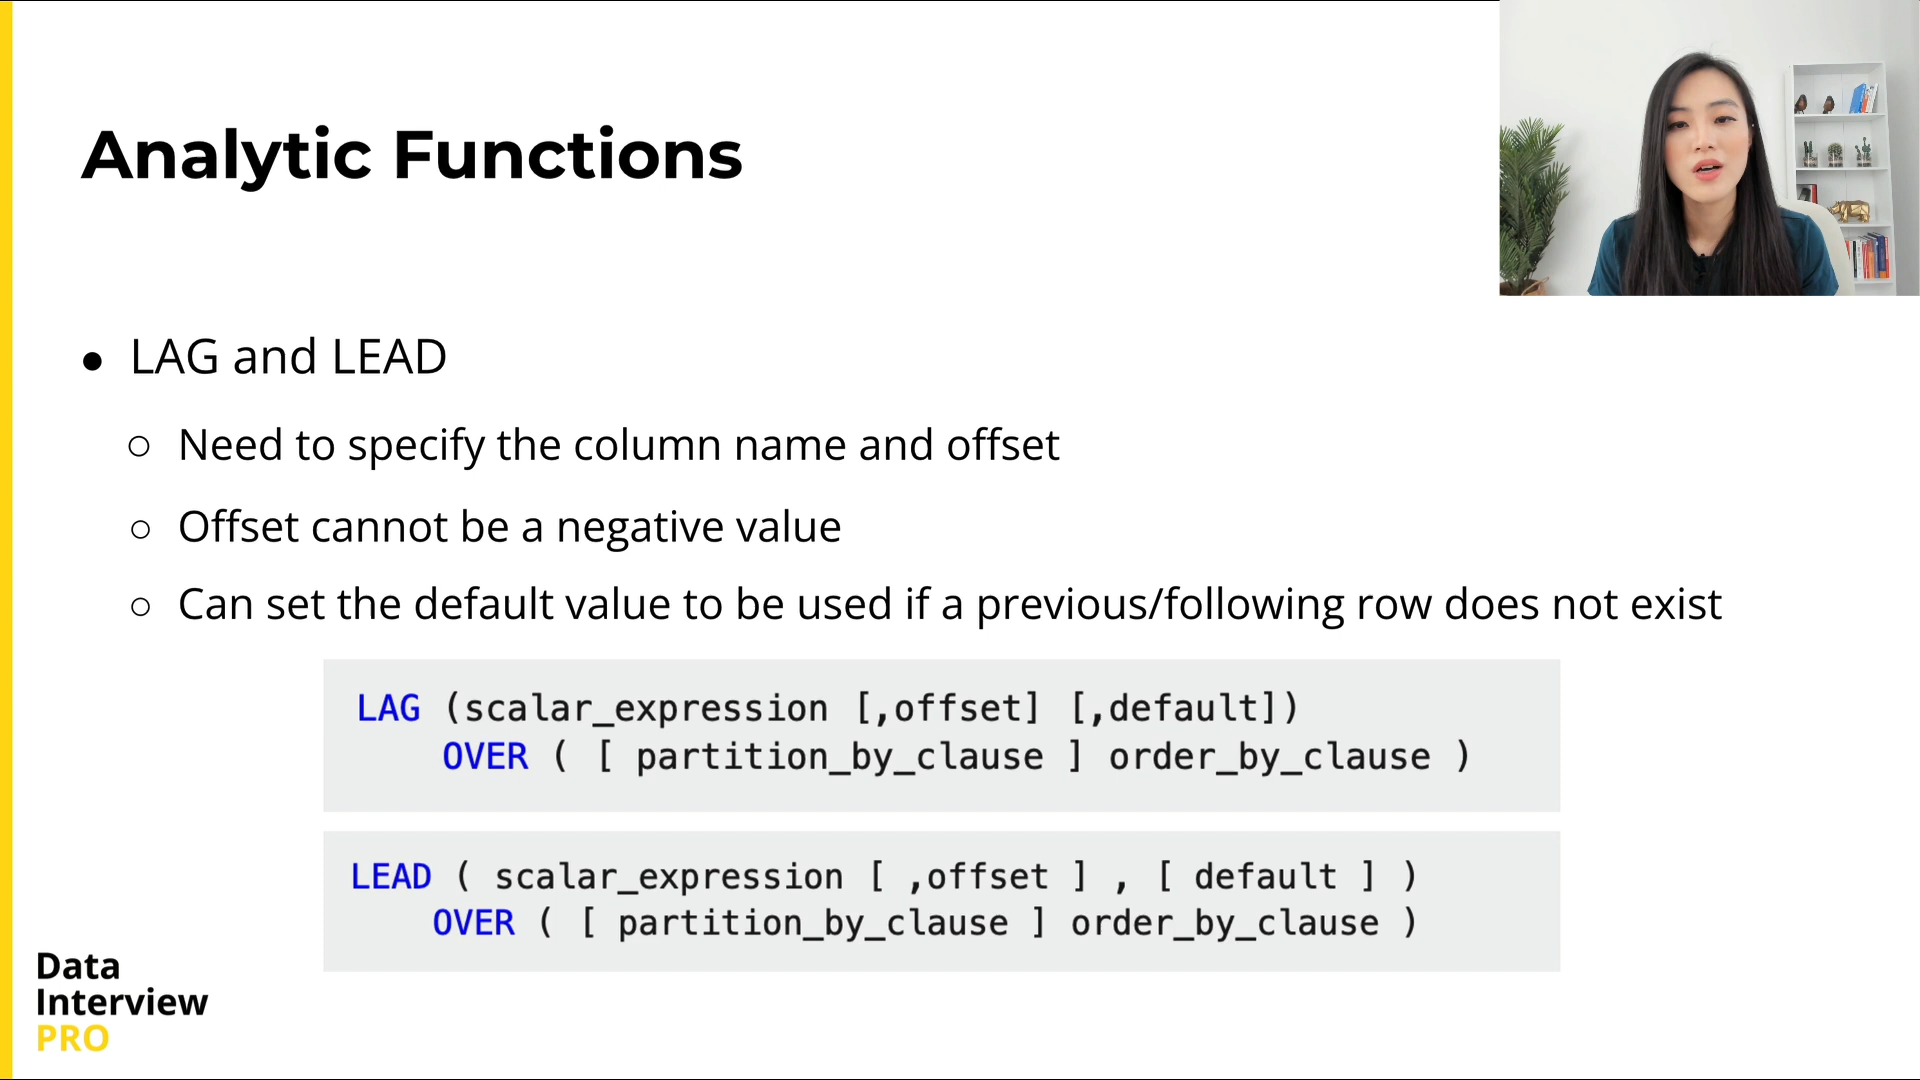 Analytic Functions
● LAG and LEAD
○ Need to specify the column name and offset
○ Offset cannot be a negative value
○ Can set the default value to be used if a previous/following row does not exist
LAG (scalar_expression [,offset] [,default])
OVER ( [ partition_by_clause ] order_by_clause )
LEAD ( scalar_expression [ ,offset ] , [ default ] )
OVER ( [ partition_by_clause ] order_by_clause )
Data
Interview
PRO